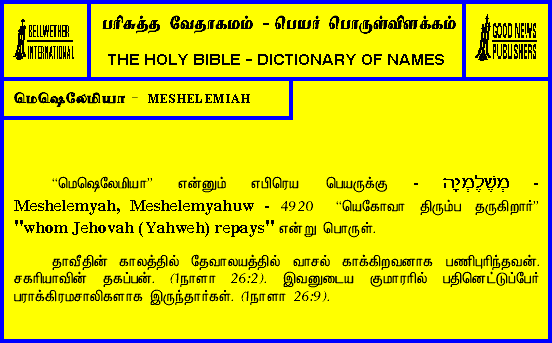 BELLWETHER
INTERNATIONAL
பரிசுத்த வேதாகமம் - பெயர் பொருள்விளக்கம்
THE HOLY BIBLE - DICTIONARY OF NAMES
GOOD NEWS
PUBLISHERS
மெஷெலேமியா - MESHELEMIAH
“மெஷெலேமியா” என்னும் எபிரெய பெயருக்கு - מְשֶׁלֶמְיָה -
Meshelemyah, Meshelemyahuw - 4920 “யெகோவா திரும்ப தருகிறார்”
"whom Jehovah (Yahweh) repays" என்று பொருள்.
தாவீதின் காலத்தில் தேவாலயத்தில் வாசல் காக்கிறவனாக பணிபுரிந்தவன்.
சகரியாவின் தகப்பன். (1நாளா 26:2). இவனுடைய குமாரரில் பதினெட்டுப்பேர்
பராக்கிரமசாலிகளாக இருந்தார்கள். (1நாளா 26:9).